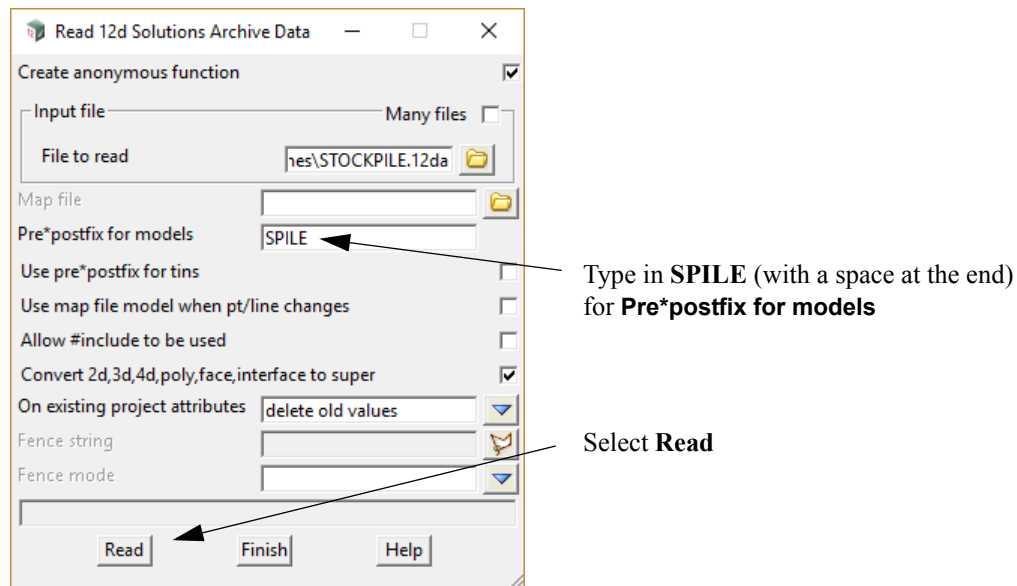 Read 12d Solutions Archive Data
Create anonymous function
Input file Many files
File to read nes\STOCKPILE.12da
Map file
Pre*postfix for models SPILE
Type in SPILE (with a space at the end)
for Pre*postfix for models
Use pre*postfix for tins
Use map file model when pt/line changes
Allow #include to be used
Convert 2d,3d,4d,poly,face,interface to super
On existing project attributes delete old values
Fence string
Select Read
Fence mode
Read Finish Help